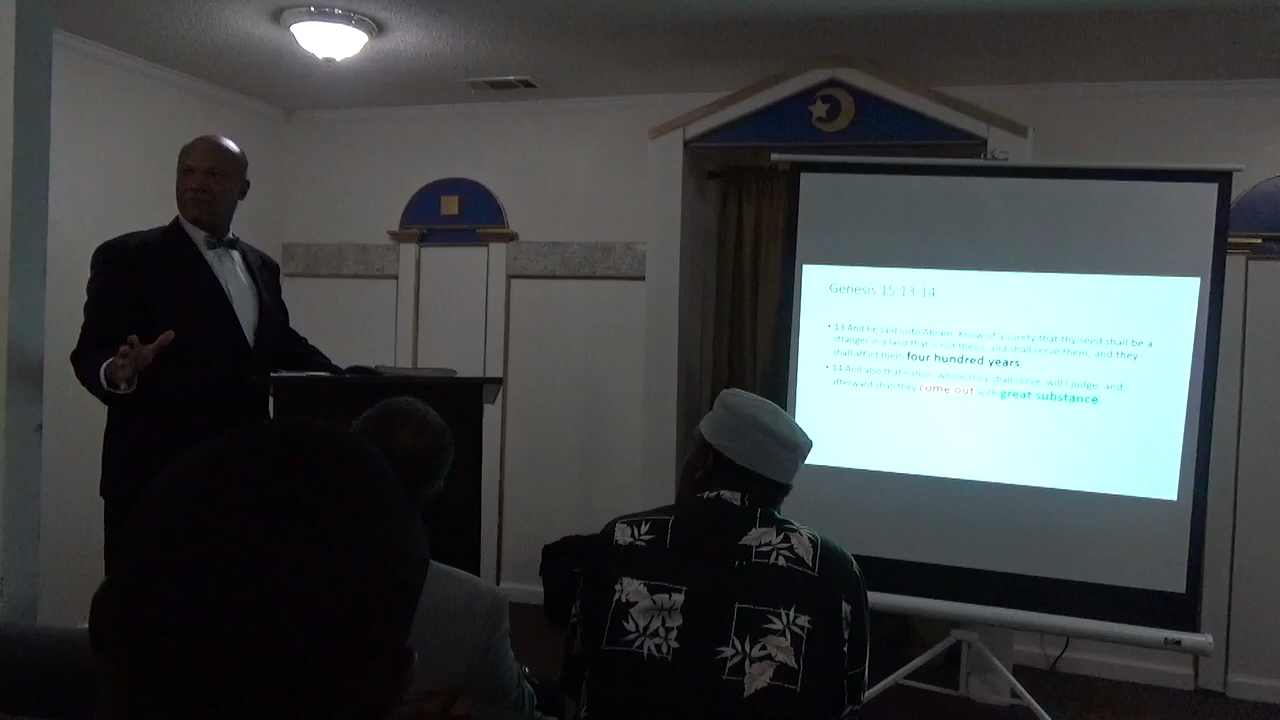 Genesis 15:13-14
• 13 And he said unto Abram, Know of a surety that thy seed shall be a
stranger in a land that is not theirs, and shall serve them; and they
shall afflict them four hundred years
• 14 And also that nation, whom they shall serve, will I judge: and
afterward shall they come out with great substance.